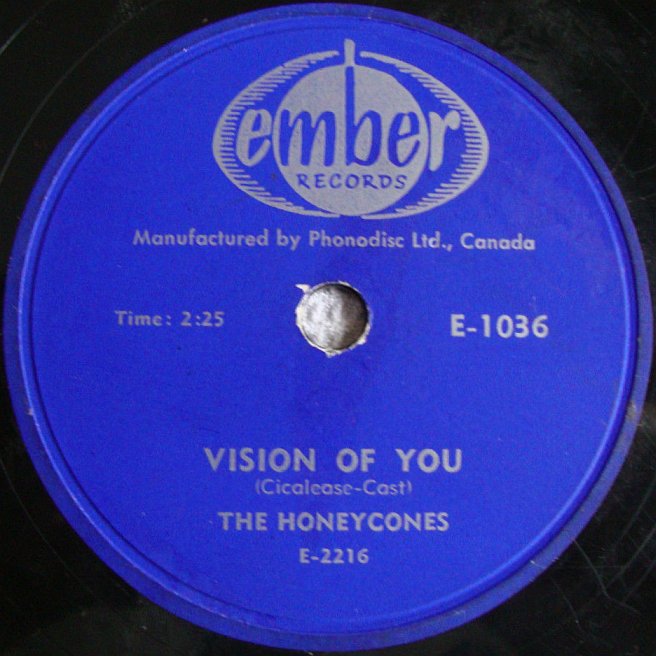 ember
RECORDS
Manufactured by Phonodisc Ltd., Canada
Time: 2:25
E-1036
VISION OF YOU
(Cicalease-Cast)
THE HONEYCONES
E-2216